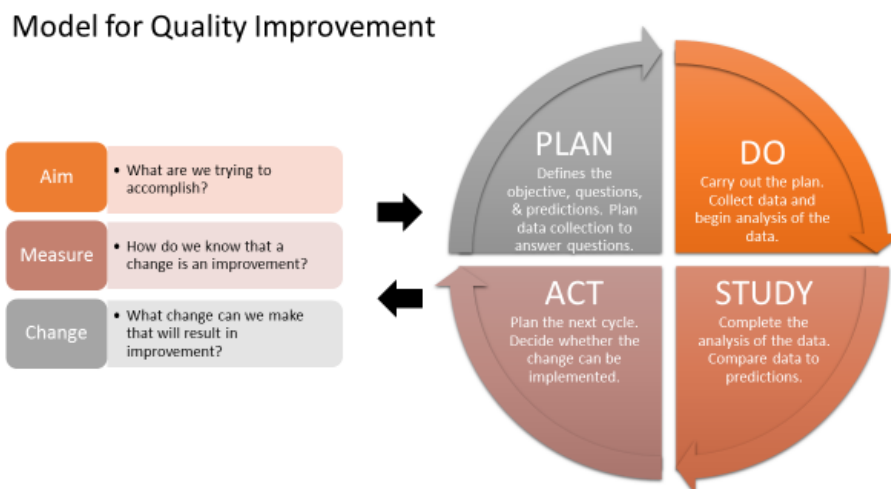 Model for Quality Improvement
Aim
• What are we trying to
accomplish?
Measure
• How do we know that a
change is an improvement?
Change
• What change can we make
that will result in
improvement?
PLAN
Defines the
objective, questions,
& predictions. Plan
data collection to
answer questions.
DO
Carry out the plan.
Collect data and
begin analysis of the
data.
ACT
Plan the next cycle.
Decide whether the
change can be
implemented.
STUDY
Complete the
analysis of the data.
Compare data to
predictions.